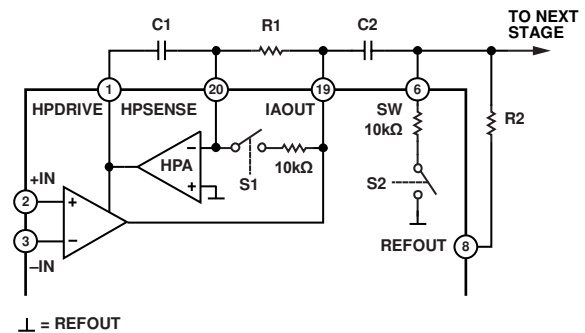 TO NEXT
STAGE
C1
R1
C2
1
20
19
6
HPDRIVE
HPSENSE
IAOUT
SW
10kΩ
R2
–
HPA
+
S1
10kΩ
S2
+IN
2
+
3
–
–IN
REFOUT
8
= REFOUT